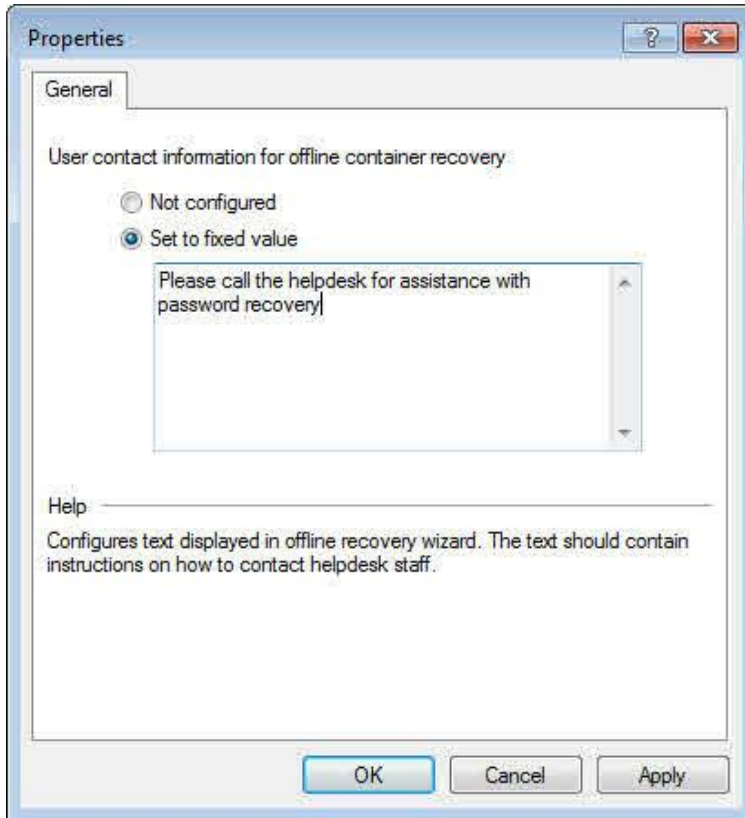 Properties
General
User contact information for offline container recovery
Not configured
Set to fixed value
Please call the helpdesk for assistance with
password recovery
Help
Configures text displayed in offline recovery wizard. The text should contain
instructions on how to contact helpdesk staff.
OK Cancel Apply